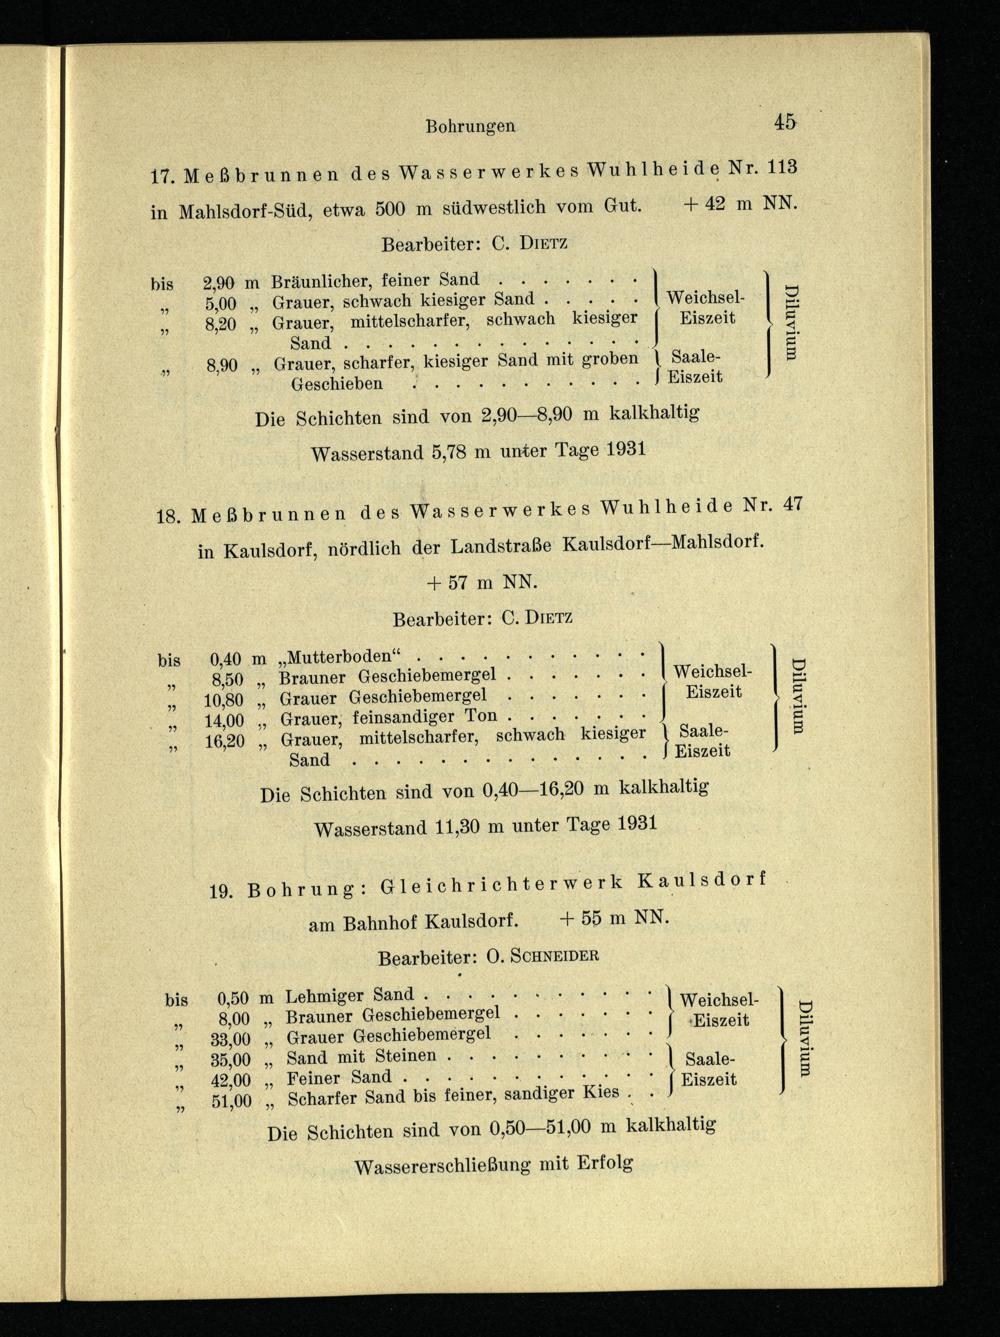 Bohrungen 45
17. Meßbrunnen des Wasserwerkes Wuhlheide Nr. 113
in Mahlsdorf-Süd, etwa 500 m südwestlich vom Gut. + 42 m NN.
Bearbeiter: C. DIETZ
bis 2,90 m Bräunlicher, feiner Sand . . . . . . .
„ 5,00 „ Grauer, schwach kiesiger Sand . . . . . Weichsel-
„ 8,20 „ Grauer, mittelscharfer, schwach kiesiger Eiszeit
Sand . . . . . . . . . . . . . .
„ 8,90 „ Grauer, scharfer, kiesiger Sand mit groben Saale-
Geschieben . . . . . . . . . . . Eiszeit
Diluvium
Die Schichten sind von 2,90—8,90 m kalkhaltig
Wasserstand 5,78 m unter Tage 1931
18. Meßbrunnen des Wasserwerkes Wuhlheide Nr. 47
in Kaulsdorf, nördlich der Landstraße Kaulsdorf—Mahlsdorf.
+ 57 m NN.
Bearbeiter: C. DIETZ
bis 0,40 m „Mutterboden“ . . . . . . . . . . .
„ 8,50 „ Brauner Geschiebemergel . . . . . . . Weichsel-
„ 10,80 „ Grauer Geschiebemergel . . . . . . . Eiszeit
„ 14,00 „ Grauer, feinsandiger Ton . . . . . . .
„ 16,20 „ Grauer, mittelscharfer, schwach kiesiger Saale-
Sand . . . . . . . . . . . . . . Eiszeit
Diluvium
Die Schichten sind von 0,40—16,20 m kalkhaltig
Wasserstand 11,30 m unter Tage 1931
19. Bohrung: Gleichrichterwerk Kaulsdorf
am Bahnhof Kaulsdorf. + 55 m NN.
Bearbeiter: O. SCHNEIDER
bis 0,50 m Lehmiger Sand . . . . . . . . . . . Weichsel-
„ 8,00 „ Brauner Geschiebemergel . . . . . . . Eiszeit
„ 33,00 „ Grauer Geschiebemergel . . . . . . .
„ 35,00 „ Sand mit Steinen . . . . . . . . . . Saale-
„ 42,00 „ Feiner Sand . . . . . . . . . . . . Eiszeit
„ 51,00 „ Scharfer Sand bis feiner, sandiger Kies . .
Diluvium
Die Schichten sind von 0,50—51,00 m kalkhaltig
Wassererschließung mit Erfolg